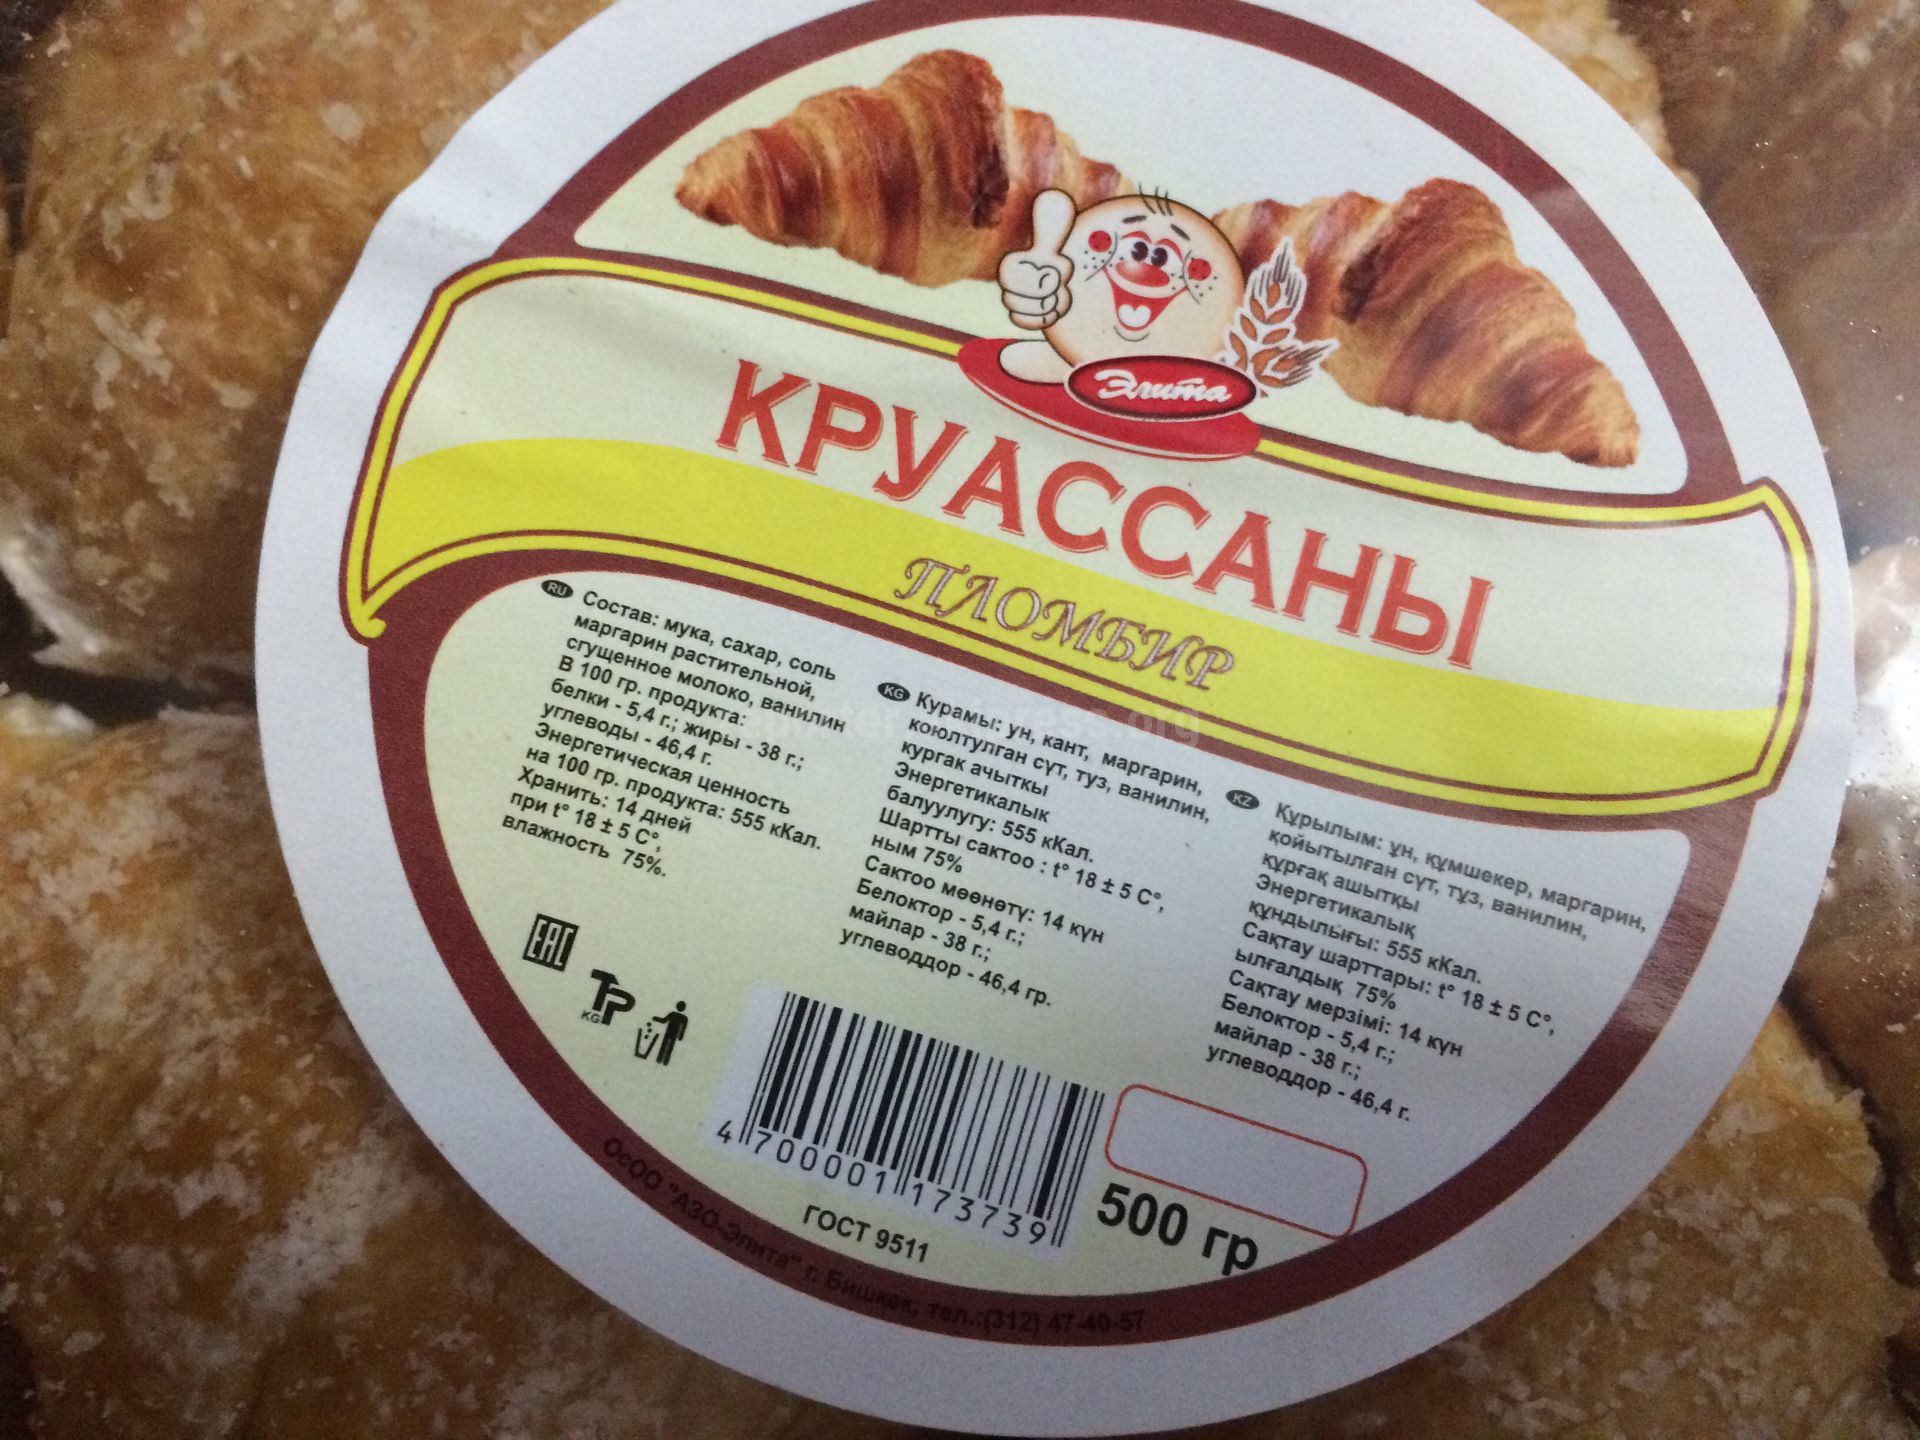 Элита
КРУАССАНЫ
ПЛОМБИР
RU Состав: мука, сахар, соль
маргарин растительной,
сгущенное молоко, ванилин
В 100 гр. продукта:
белки - 5,4 г.; жиры - 38 г.;
углеводы - 46,4 г.
Энергетическая ценность
на 100 гр. продукта: 555 кКал.
Хранить: 14 дней
при t° 18 ± 5 С°,
влажность 75%.
KG Курамы: ун, кант, маргарин,
коюлтулган сүт, туз, ванилин,
кургак ачыткы
Энергетикалык
балуулугу: 555 кКал.
Шартты сактоо : t° 18 ± 5 С°,
ным 75%
Сактоо мөөнөтү: 14 күн
Белоктор - 5,4 г.;
майлар - 38 г.;
углеводдор - 46,4 гр.
KZ Құрылым: ұн, құмшекер, маргарин,
қойытылған сүт, тұз, ванилин,
құрғақ ашытқы
Энергетикалық
құндылығы: 555 кКал.
Сақтау шарттары: t° 18 ± 5 С°,
ылғалдық 75%
Сақтау мерзімі: 14 күн
Белоктор - 5,4 г.;
майлар - 38 г.;
углеводдор - 46,4 г.
EAC
ТР
KG
4 700001 173739
500 гр
ГОСТ 9511
ОсОО "АЗО-Элита" г. Бишкек, тел.:(312) 47-40-57